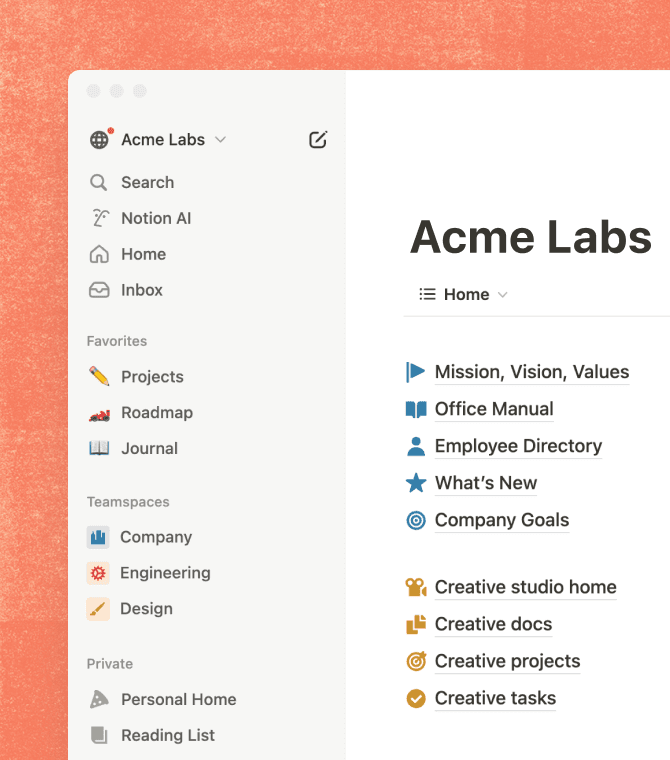 Acme Labs
Search
Notion AI
Home
Inbox
Favorites
Projects
Roadmap
Journal
Teamspaces
Company
Engineering
Design
Private
Personal Home
Reading List
Acme Labs
Home
Mission, Vision, Values
Office Manual
Employee Directory
What’s New
Company Goals
Creative studio home
Creative docs
Creative projects
Creative tasks